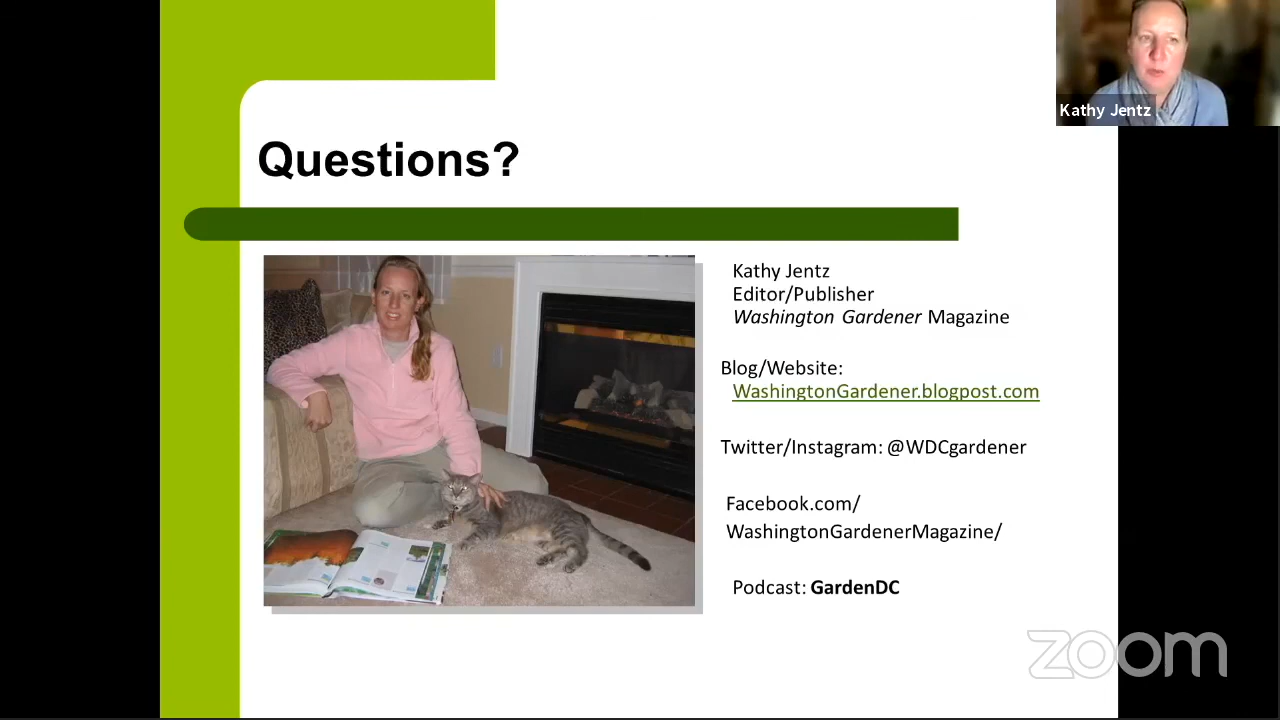 Kathy Jentz
Questions?
Kathy Jentz
Editor/Publisher
Washington Gardener Magazine
Blog/Website:
WashingtonGardener.blogpost.com
Twitter/Instagram: @WDCgardener
Facebook.com/
WashingtonGardenerMagazine/
Podcast: GardenDC
zoom